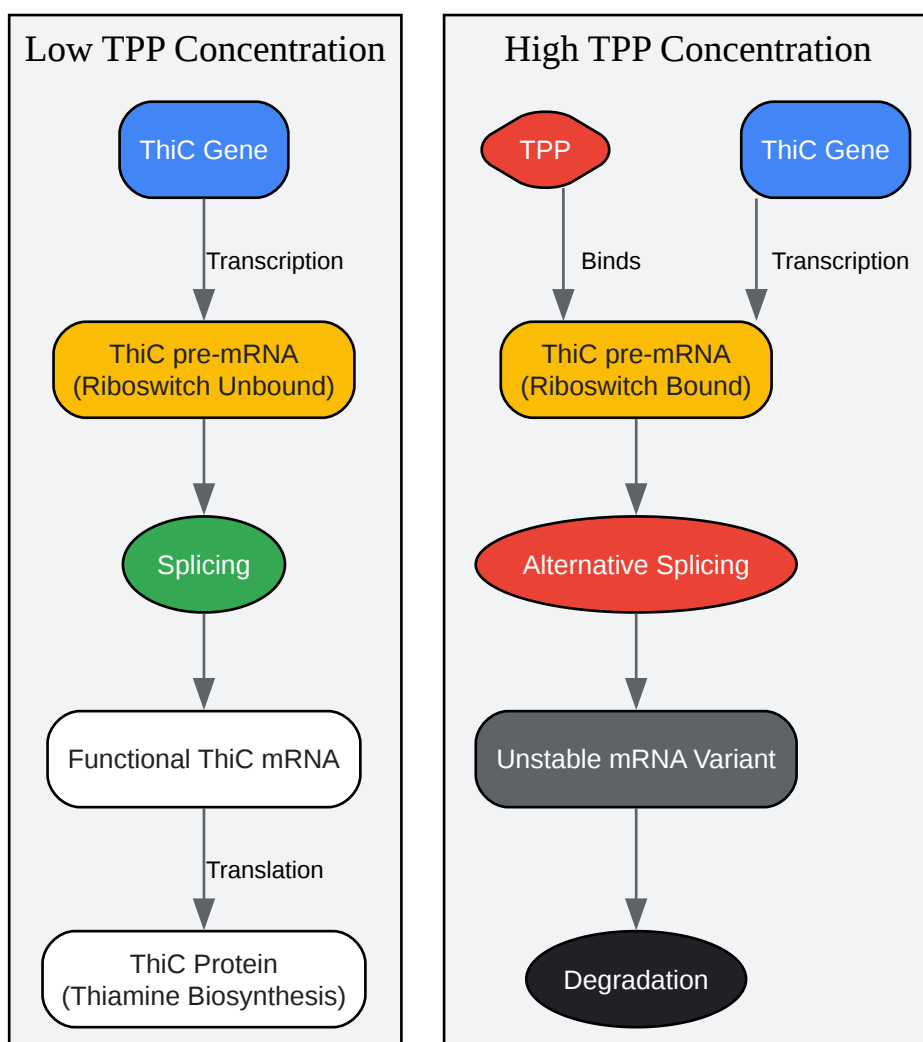 Low TPP Concentration
ThiC Gene
Transcription
ThiC pre-mRNA
(Riboswitch Unbound)
Splicing
Functional ThiC mRNA
Translation
ThiC Protein
(Thiamine Biosynthesis)
High TPP Concentration
TPP
ThiC Gene
Binds
Transcription
ThiC pre-mRNA
(Riboswitch Bound)
Alternative Splicing
Unstable mRNA Variant
Degradation